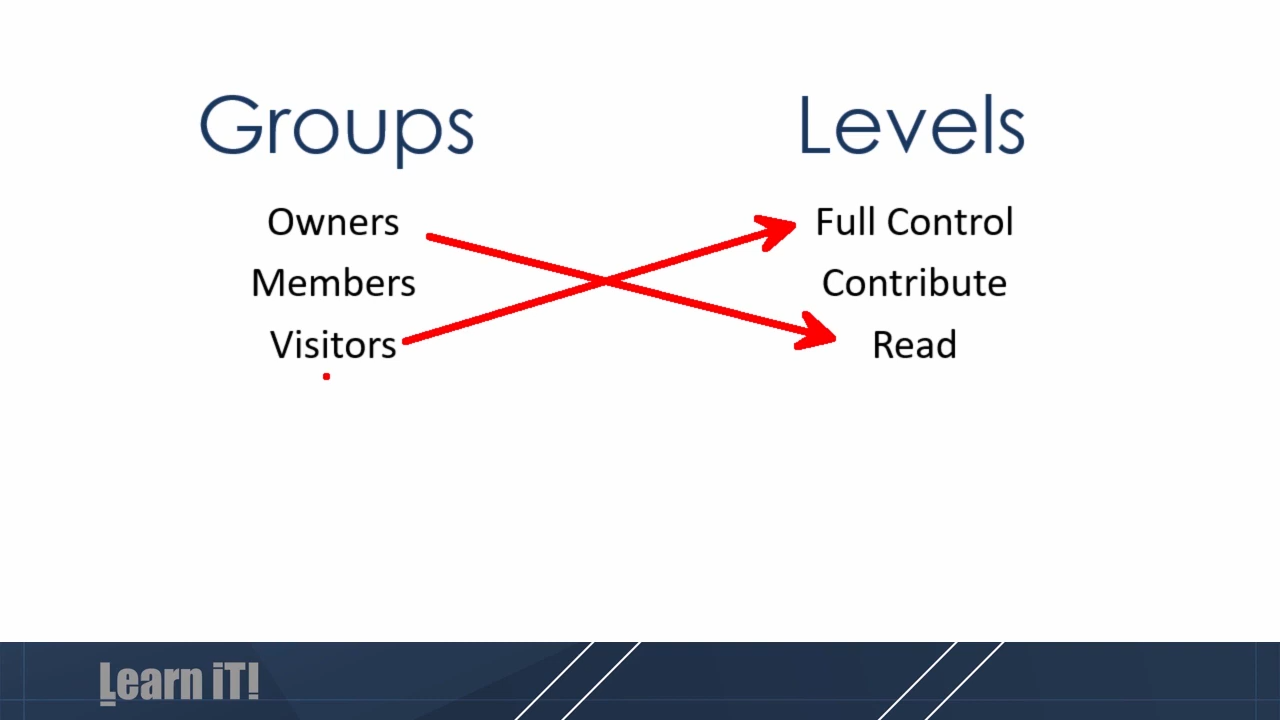 Groups
Owners
Members
Visitors
Levels
Full Control
Contribute
Read
Learn iT!